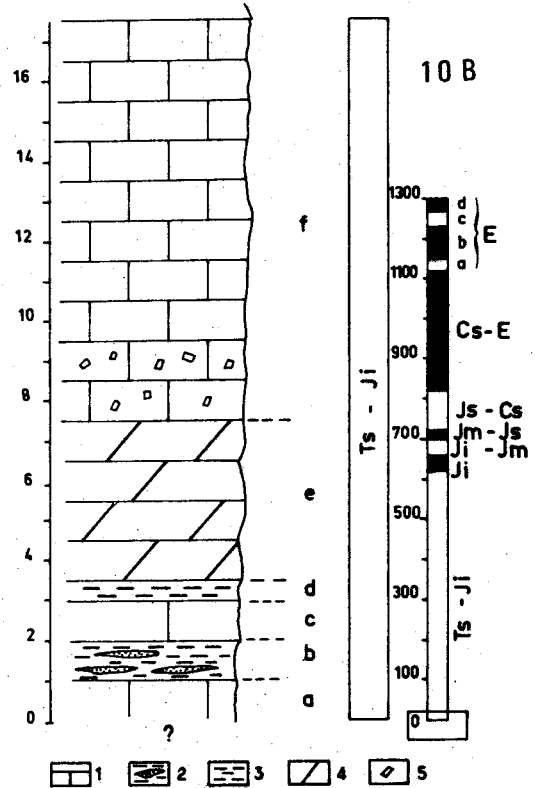 16
14
12
10
8
6
4
2
0
f
e
d
c
b
a
?
Ts - Ji
10 B
1300
1100
900
700
500
300
100
0
d
c
b
a
E
Cs-E
Js - Cs
Jm - Js
Ji - Jm
Ji
Ts - Ji
1 2 3 4 5